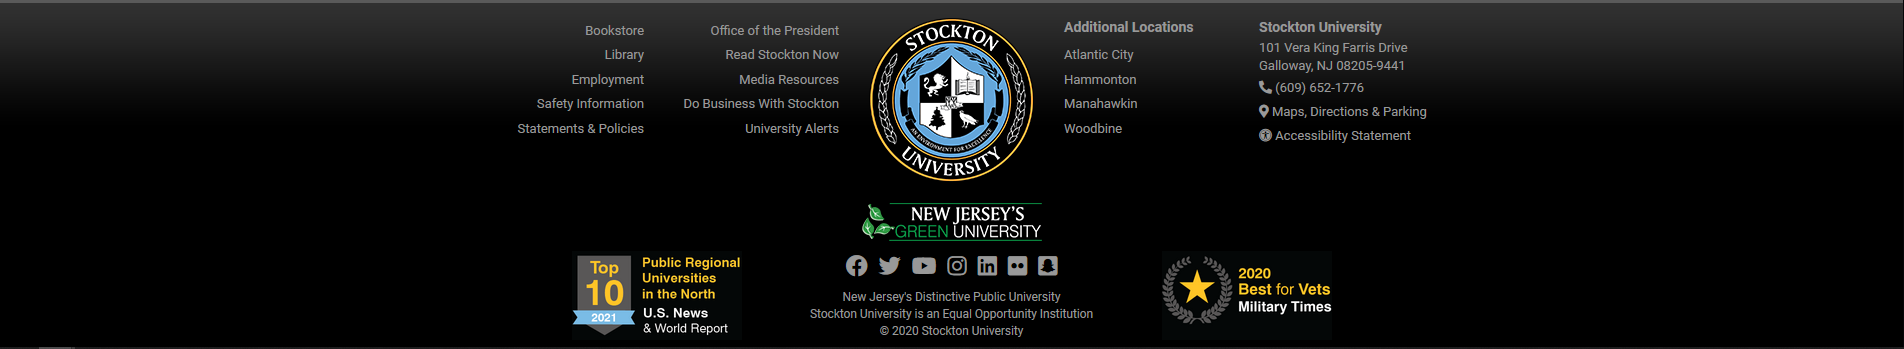 Bookstore
Library
Employment
Safety Information
Statements & Policies
Office of the President
Read Stockton Now
Media Resources
Do Business With Stockton
University Alerts
STOCKTON
AN ENVIRONMENT FOR EXCELLENCE
UNIVERSITY
Additional Locations
Atlantic City
Hammonton
Manahawkin
Woodbine
Stockton University
101 Vera King Farris Drive
Galloway, NJ 08205-9441
(609) 652-1776
Maps, Directions & Parking
Accessibility Statement
NEW JERSEY'S
GREEN UNIVERSITY
Top
10
2021
Public Regional
Universities
in the North
U.S. News
& World Report
New Jersey's Distinctive Public University
Stockton University is an Equal Opportunity Institution
© 2020 Stockton University
2020
Best for Vets
Military Times